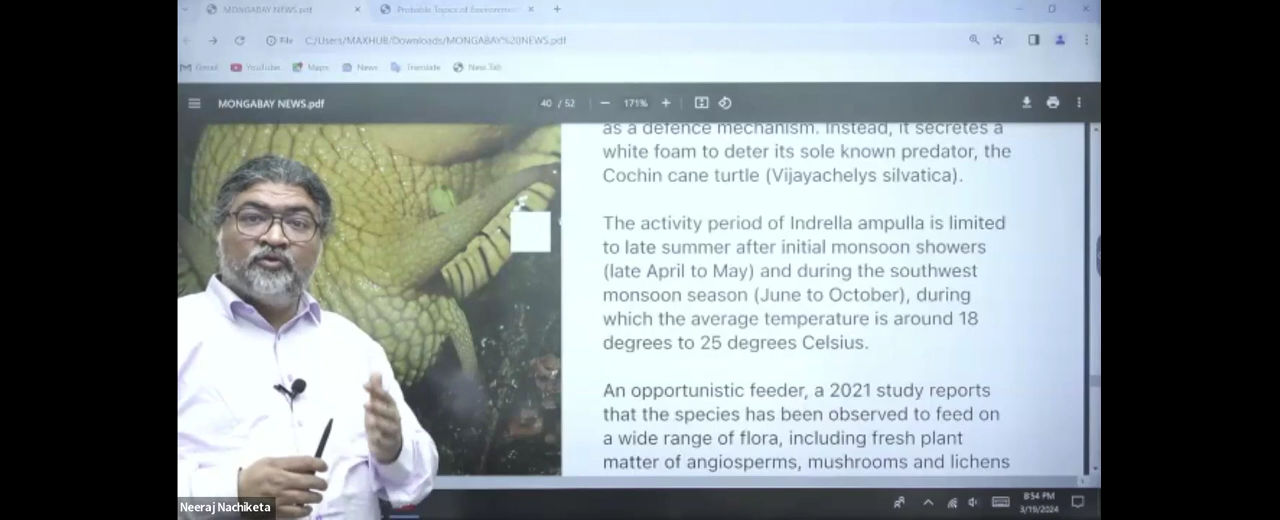 MONGABAY NEWS.pdf
Probable Topics of Environmen
File C:/Users/MAXHUB/Downloads/MONGABAY%20NEWS.pdf
Gmail YouTube Maps News Translate New Tab
MONGABAY NEWS.pdf 40 / 52 171%
as a defence mechanism. Instead, it secretes a
white foam to deter its sole known predator, the
Cochin cane turtle (Vijayachelys silvatica).
The activity period of Indrella ampulla is limited
to late summer after initial monsoon showers
(late April to May) and during the southwest
monsoon season (June to October), during
which the average temperature is around 18
degrees to 25 degrees Celsius.
An opportunistic feeder, a 2021 study reports
that the species has been observed to feed on
a wide range of flora, including fresh plant
matter of angiosperms, mushrooms and lichens
Neeraj Nachiketa
8:54 PM
3/19/2024